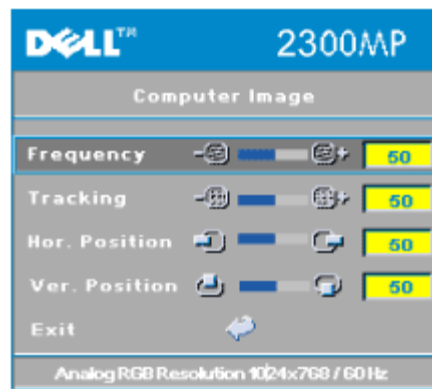 DELL™ 2300MP
Computer Image
Frequency - + 50
Tracking - + 50
Hor. Position 50
Ver. Position 50
Exit
Analog RGB Resolution 1024x768 / 60 Hz